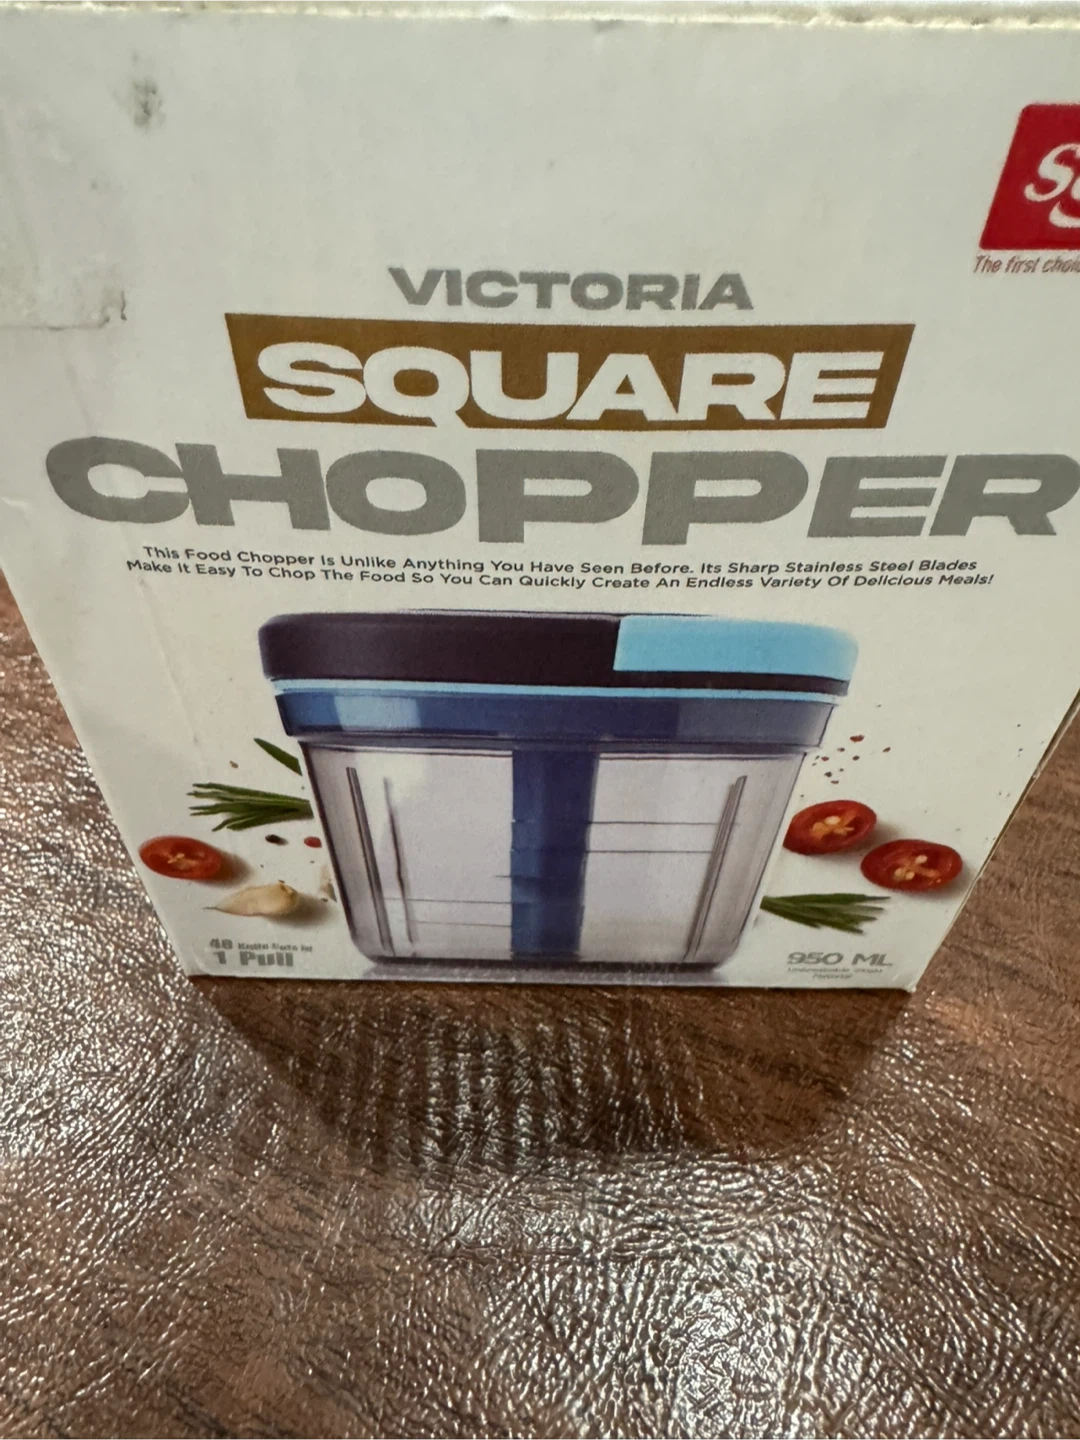 The first
VICTORIA
SQUARE
CHOPPER
This Food Chopper Is Unlike Anything You Have Seen Before. Its Sharp Stainless Steel Blades
Make It Easy To Chop The Food So You Can Quickly Create An Endless Variety Of Delicious Meals!
48
1 Pull
950 ML